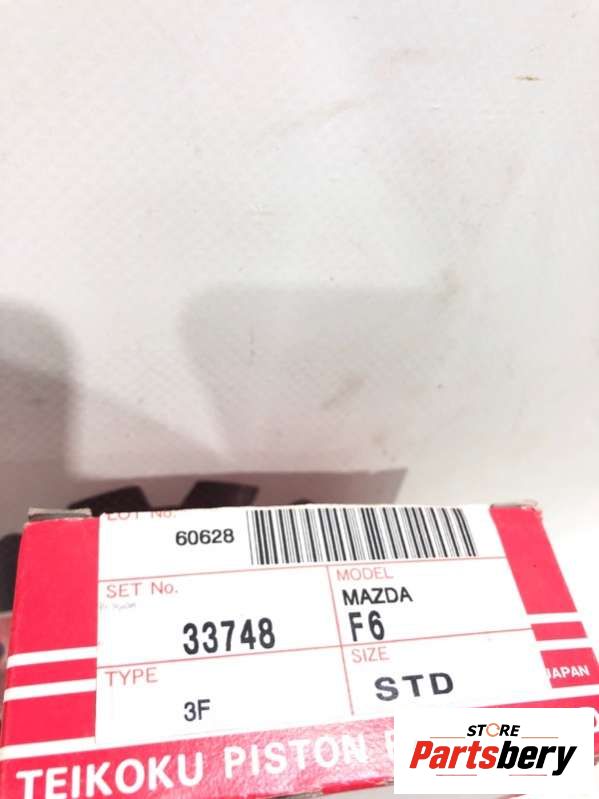 LOT No.
60628
SET No.
33748
MODEL
MAZDA
F6
TYPE
3F
SIZE
STD
JAPAN
TEIKOKU PISTON
STORE
Partsbery